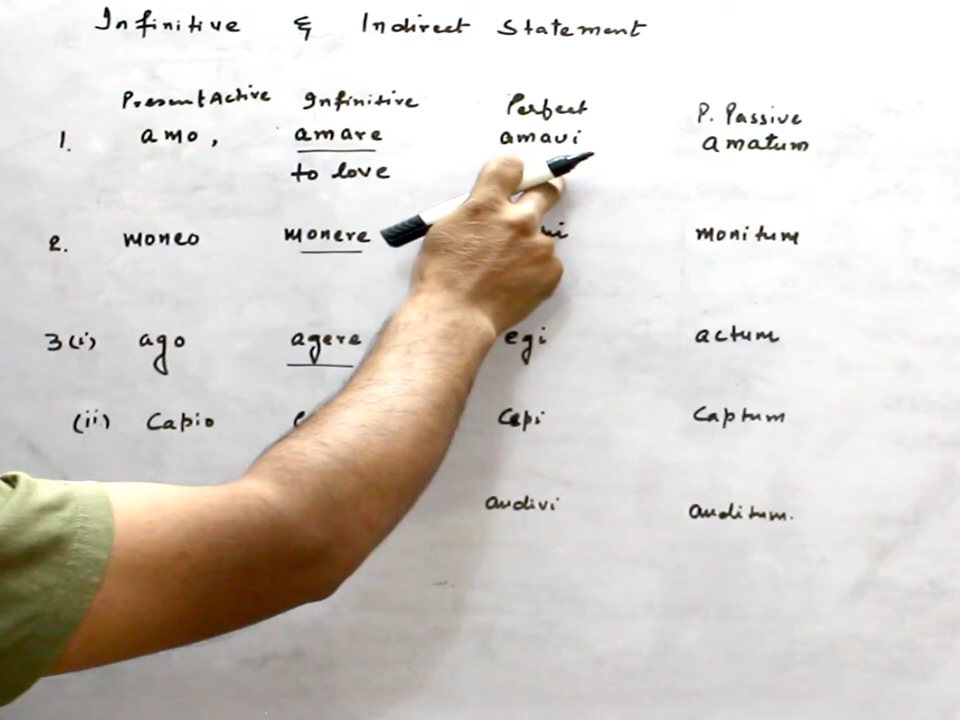 Infinitive & Indirect Statement
Present Active Infinitive Perfect P. Passive
1. amo, amare amavi amatum
to love
2. moneo monere monitum
3(i) ago agere egi actum
(ii) Capio Cepi Captum
audivi auditum.